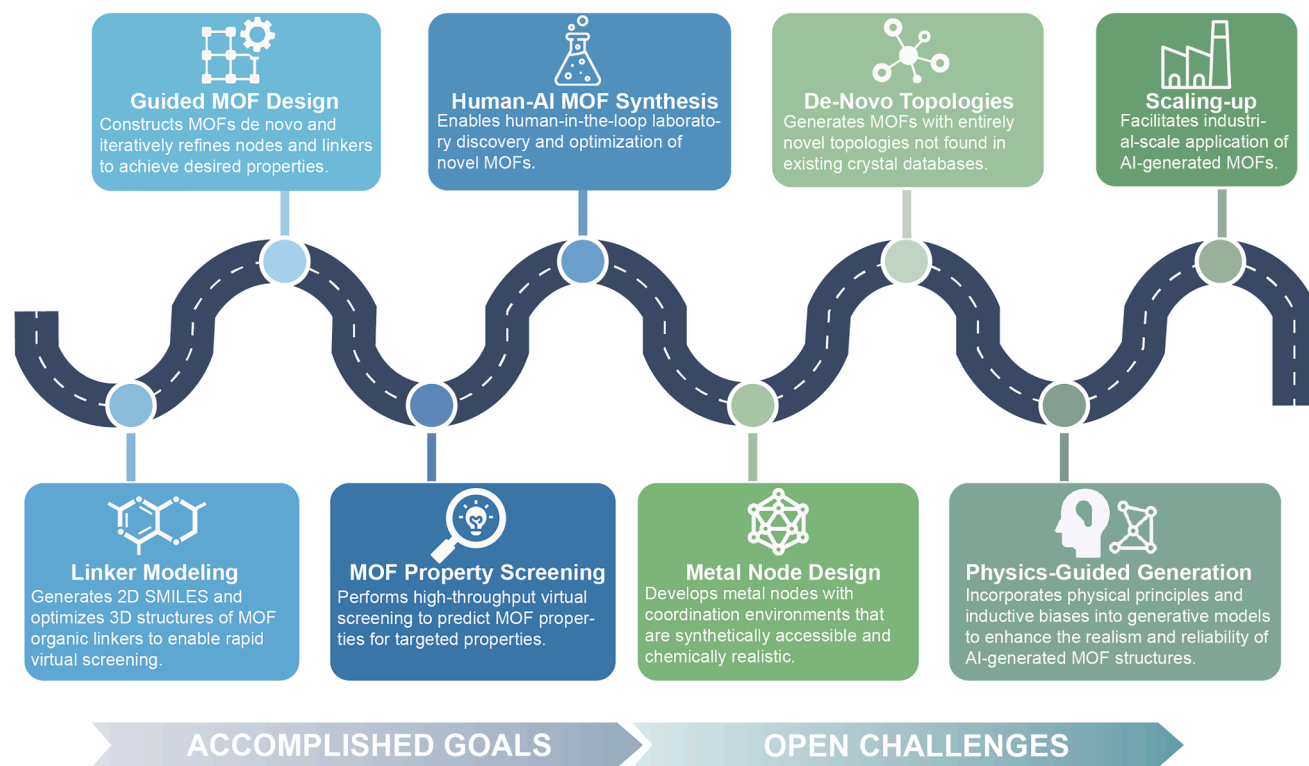 Guided MOF Design
Constructs MOFs de novo and
iteratively refines nodes and linkers
to achieve desired properties.
Human-AI MOF Synthesis
Enables human-in-the-loop laborato-
ry discovery and optimization of
novel MOFs.
De-Novo Topologies
Generates MOFs with entirely
novel topologies not found in
existing crystal databases.
Scaling-up
Facilitates industri-
al-scale application of
AI-generated MOFs.
Linker Modeling
Generates 2D SMILES and
optimizes 3D structures of MOF
organic linkers to enable rapid
virtual screening.
MOF Property Screening
Performs high-throughput virtual
screening to predict MOF proper-
ties for targeted properties.
Metal Node Design
Develops metal nodes with
coordination environments that
are synthetically accessible and
chemically realistic.
Physics-Guided Generation
Incorporates physical principles and
inductive biases into generative models
to enhance the realism and reliability of
AI-generated MOF structures.
ACCOMPLISHED GOALS
OPEN CHALLENGES